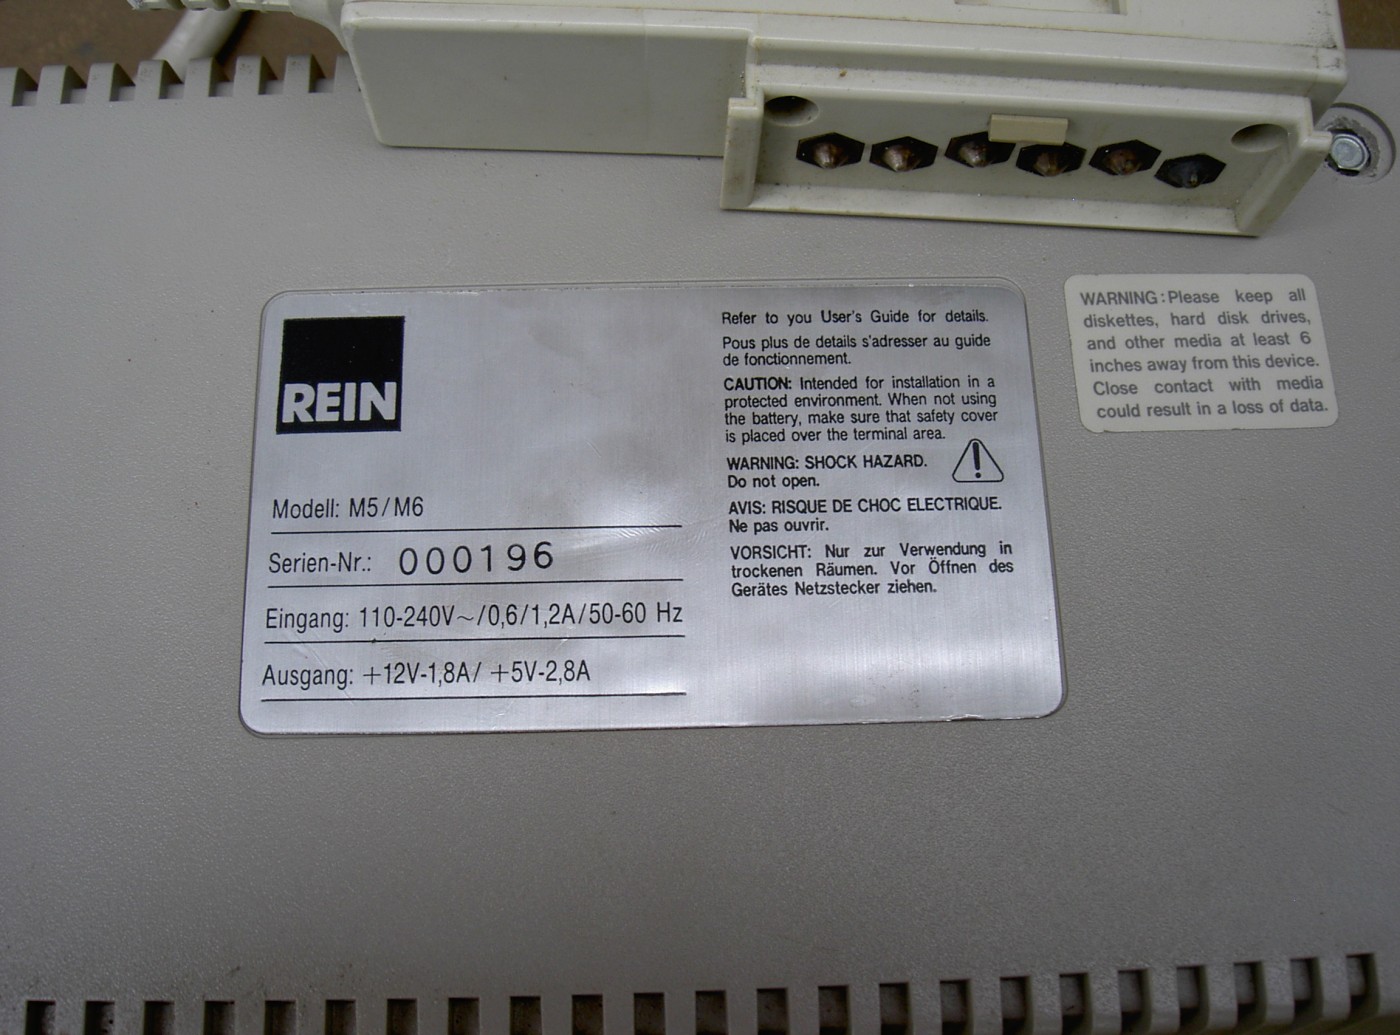 REIN
Modell: M5/M6
Serien-Nr.: 000196
Eingang: 110-240V~/0,6/1,2A/50-60 Hz
Ausgang: +12V-1,8A/ +5V-2,8A
Refer to you User's Guide for details.
Pous plus de details s'adresser au guide
de fonctionnement.
CAUTION: Intended for installation in a
protected environment. When not using
the battery, make sure that safety cover
is placed over the terminal area.
WARNING: SHOCK HAZARD.
Do not open.
AVIS: RISQUE DE CHOC ELECTRIQUE.
Ne pas ouvrir.
VORSICHT: Nur zur Verwendung in
trockenen Räumen. Vor Öffnen des
Gerätes Netzstecker ziehen.
WARNING: Please keep all
diskettes, hard disk drives,
and other media at least 6
inches away from this device.
Close contact with media
could result in a loss of data.